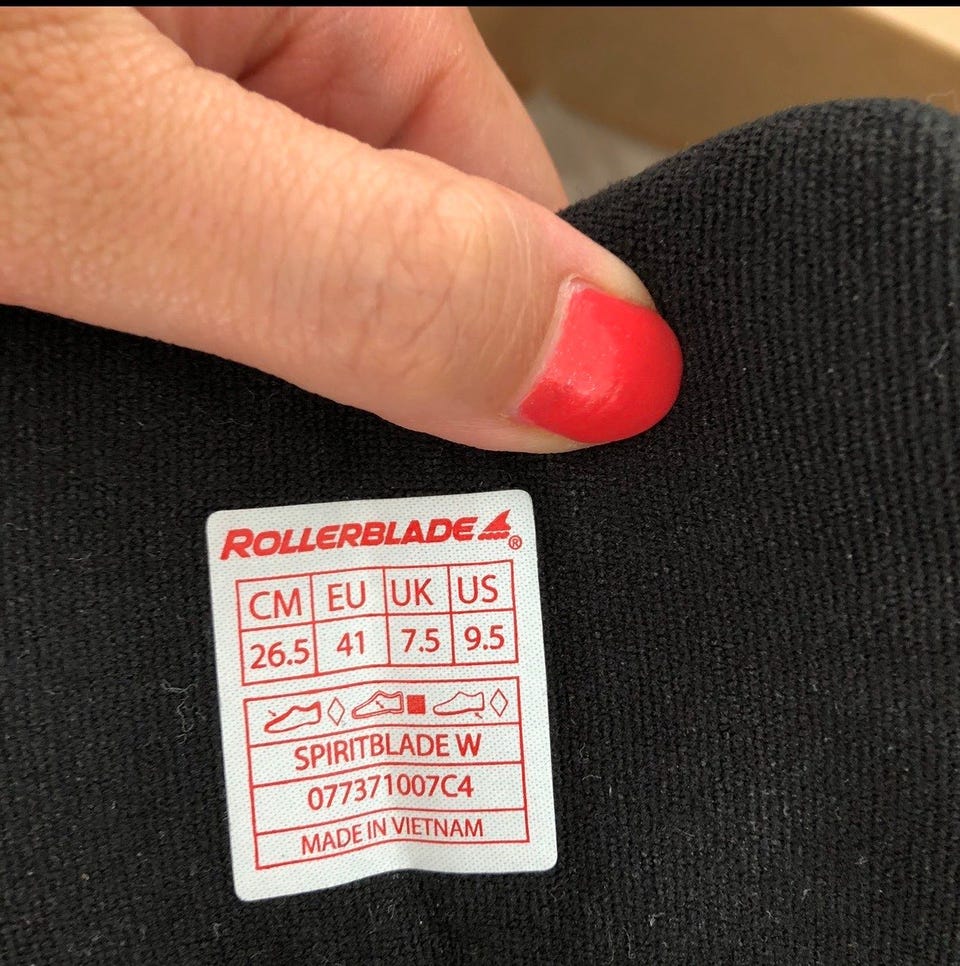 ROLLERBLADE ®
CM EU UK US
26.5 41 7.5 9.5
SPIRITBLADE W
077371007C4
MADE IN VIETNAM